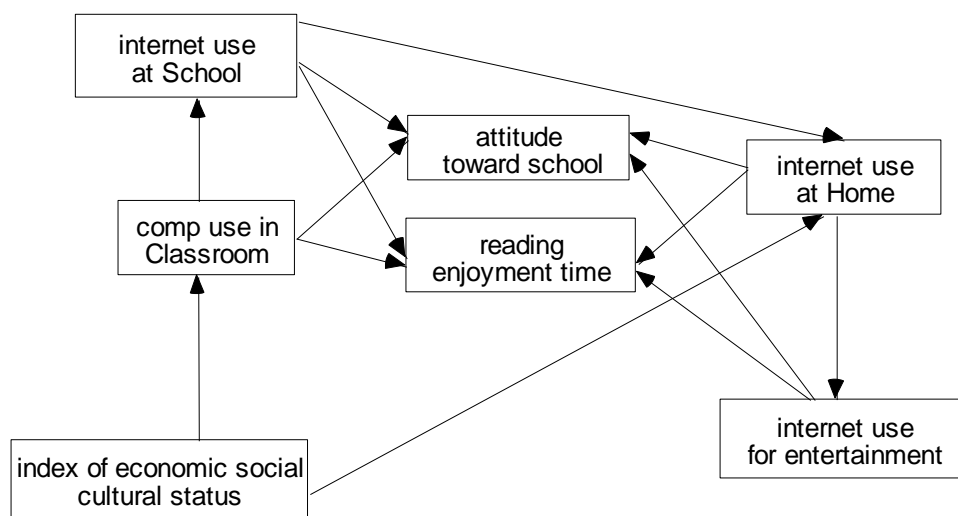 internet use
at School
attitude
toward school
internet use
at Home
comp use in
Classroom
reading
enjoyment time
internet use
for entertainment
index of economic social
cultural status